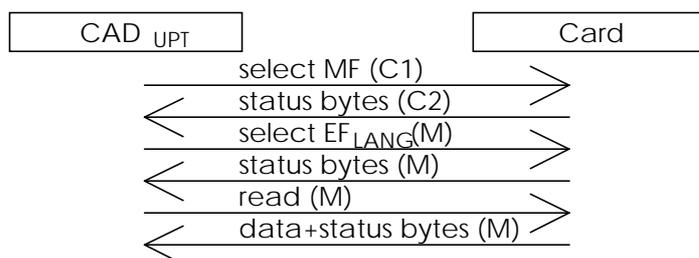 CAD UPT
Card
select MF (C1)
status bytes (C2)
select EFLANG(M)
status bytes (M)
read (M)
data+status bytes (M)